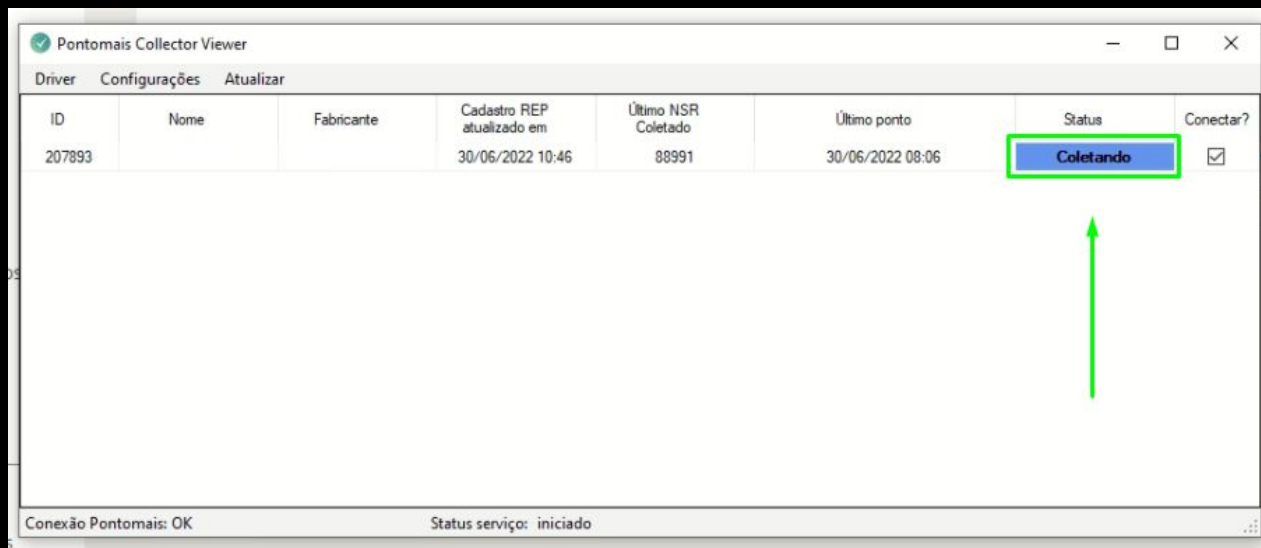 Pontomais Collector Viewer
Driver Configurações Atualizar
ID Nome Fabricante Cadastro REP atualizado em Último NSR Coletado Último ponto Status Conectar?
207893 30/06/2022 10:46 88991 30/06/2022 08:06 Coletando
Conexão Pontomais: OK Status serviço: iniciado